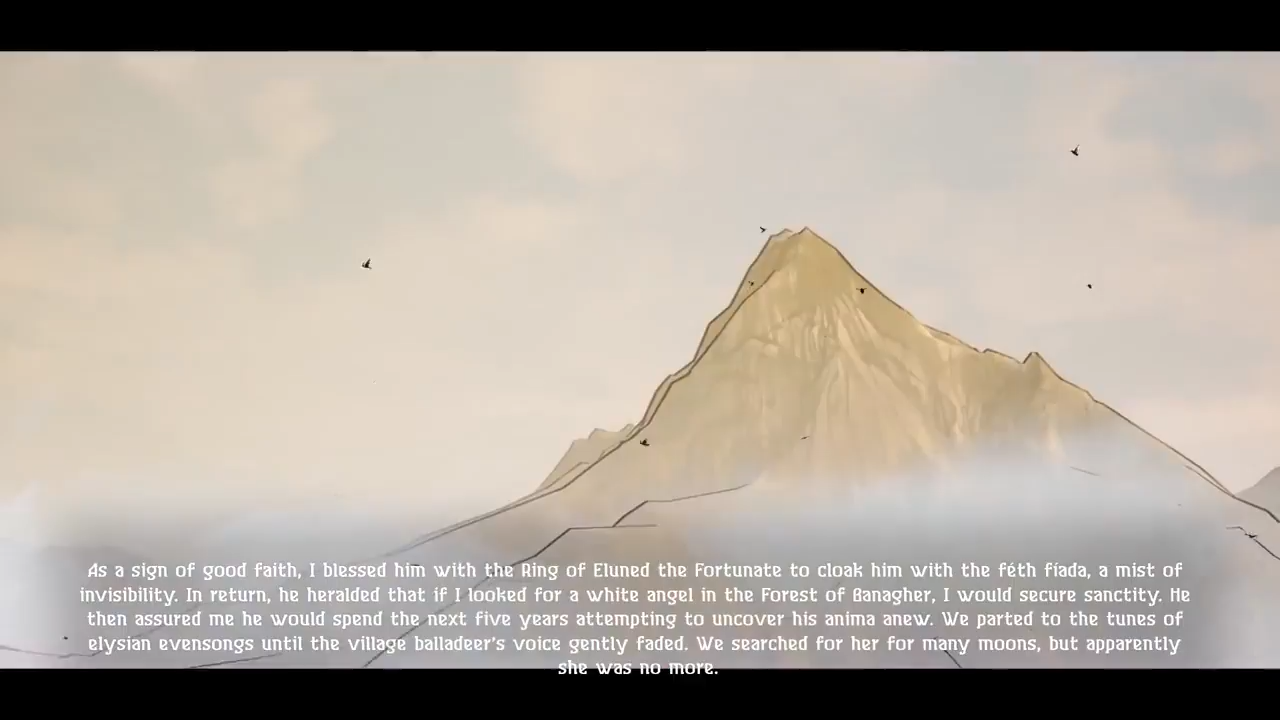 As a sign of good faith, I blessed him with the Ring of Eluned the Fortunate to cloak him with the féth fíada, a mist of
invisibility. In return, he heralded that if I looked for a white angel in the Forest of Banagher, I would secure sanctity. He
then assured me he would spend the next five years attempting to uncover his anima anew. We parted to the tunes of
elysian evensongs until the village balladeer's voice gently faded. We searched for her for many moons, but apparently
she was no more.